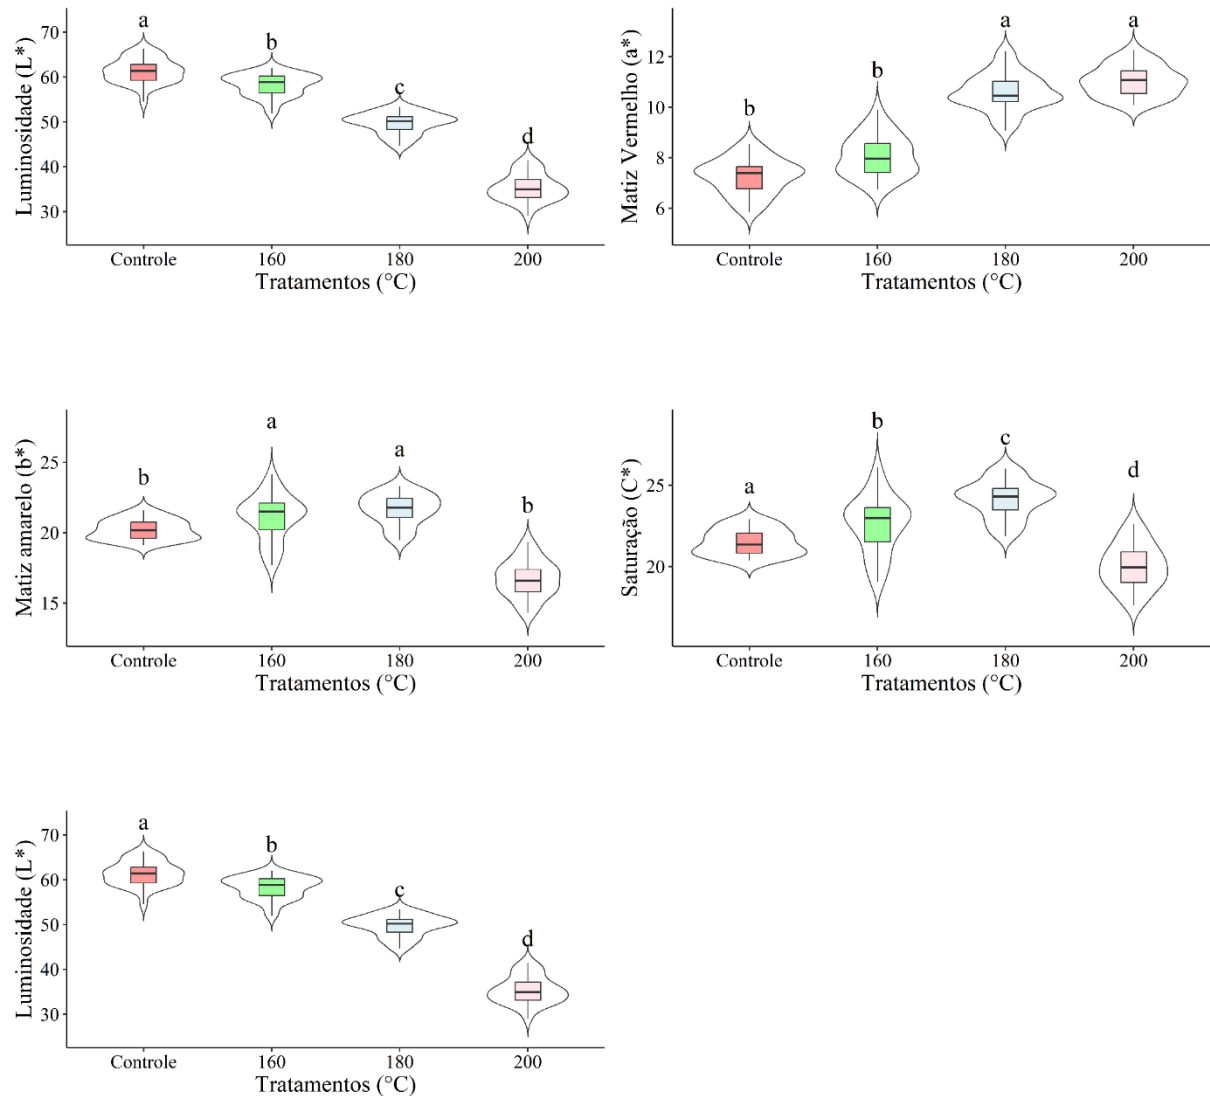 Luminosidade (L*)
70
60
50
40
30
a
b
c
d
Controle 160 180 200
Tratamentos (°C)
Matiz Vermelho (a*)
12
10
8
6
b
b
a
a
Controle 160 180 200
Tratamentos (°C)
Matiz amarelo (b*)
25
20
15
b
a
a
b
Controle 160 180 200
Tratamentos (°C)
Saturação (C*)
25
20
a
b
c
d
Controle 160 180 200
Tratamentos (°C)
Luminosidade (L*)
70
60
50
40
30
a
b
c
d
Controle 160 180 200
Tratamentos (°C)